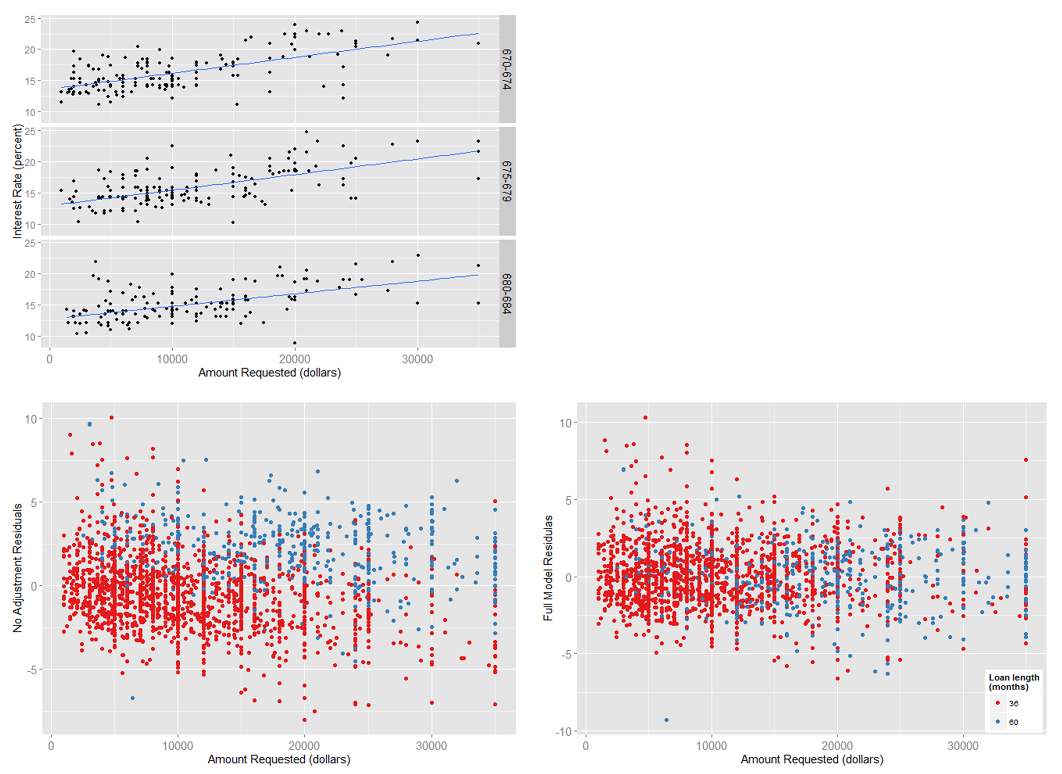 25
20
15
10
670-674
25
20
15
10
675-679
25
20
15
10
680-684
Interest Rate (percent)
0 10000 20000 30000
Amount Requested (dollars)
10
5
0
-5
No Adjustment Residuals
0 10000 20000 30000
Amount Requested (dollars)
10
5
0
-5
-10
Full Model Residulas
0 10000 20000 30000
Amount Requested (dollars)
Loan length
(months)
36
60